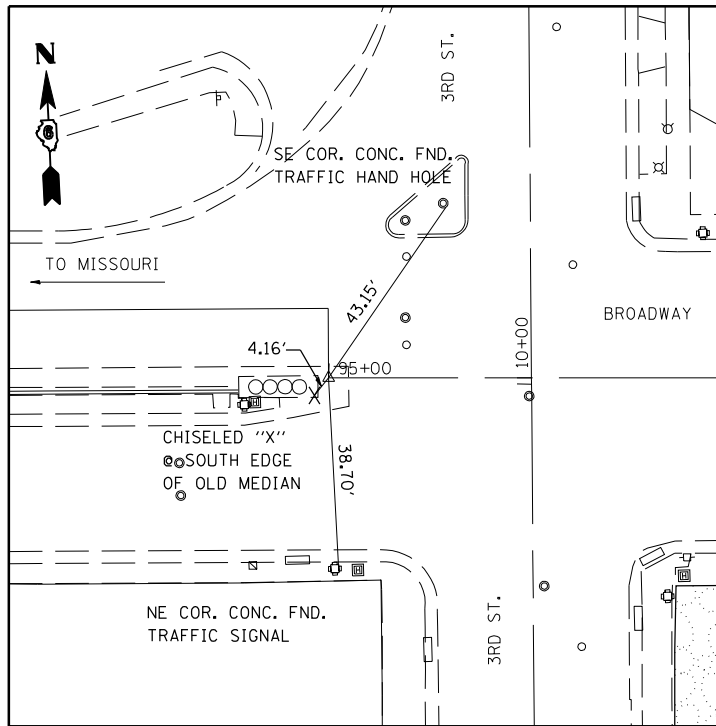 N
6
3RD ST.
SE COR. CONC. FND.
TRAFFIC HAND HOLE
TO MISSOURI
43.15'
BROADWAY
4.16'
95+00
10+00
CHISELED "X"
@ SOUTH EDGE
OF OLD MEDIAN
38.70'
NE COR. CONC. FND.
TRAFFIC SIGNAL
3RD ST.